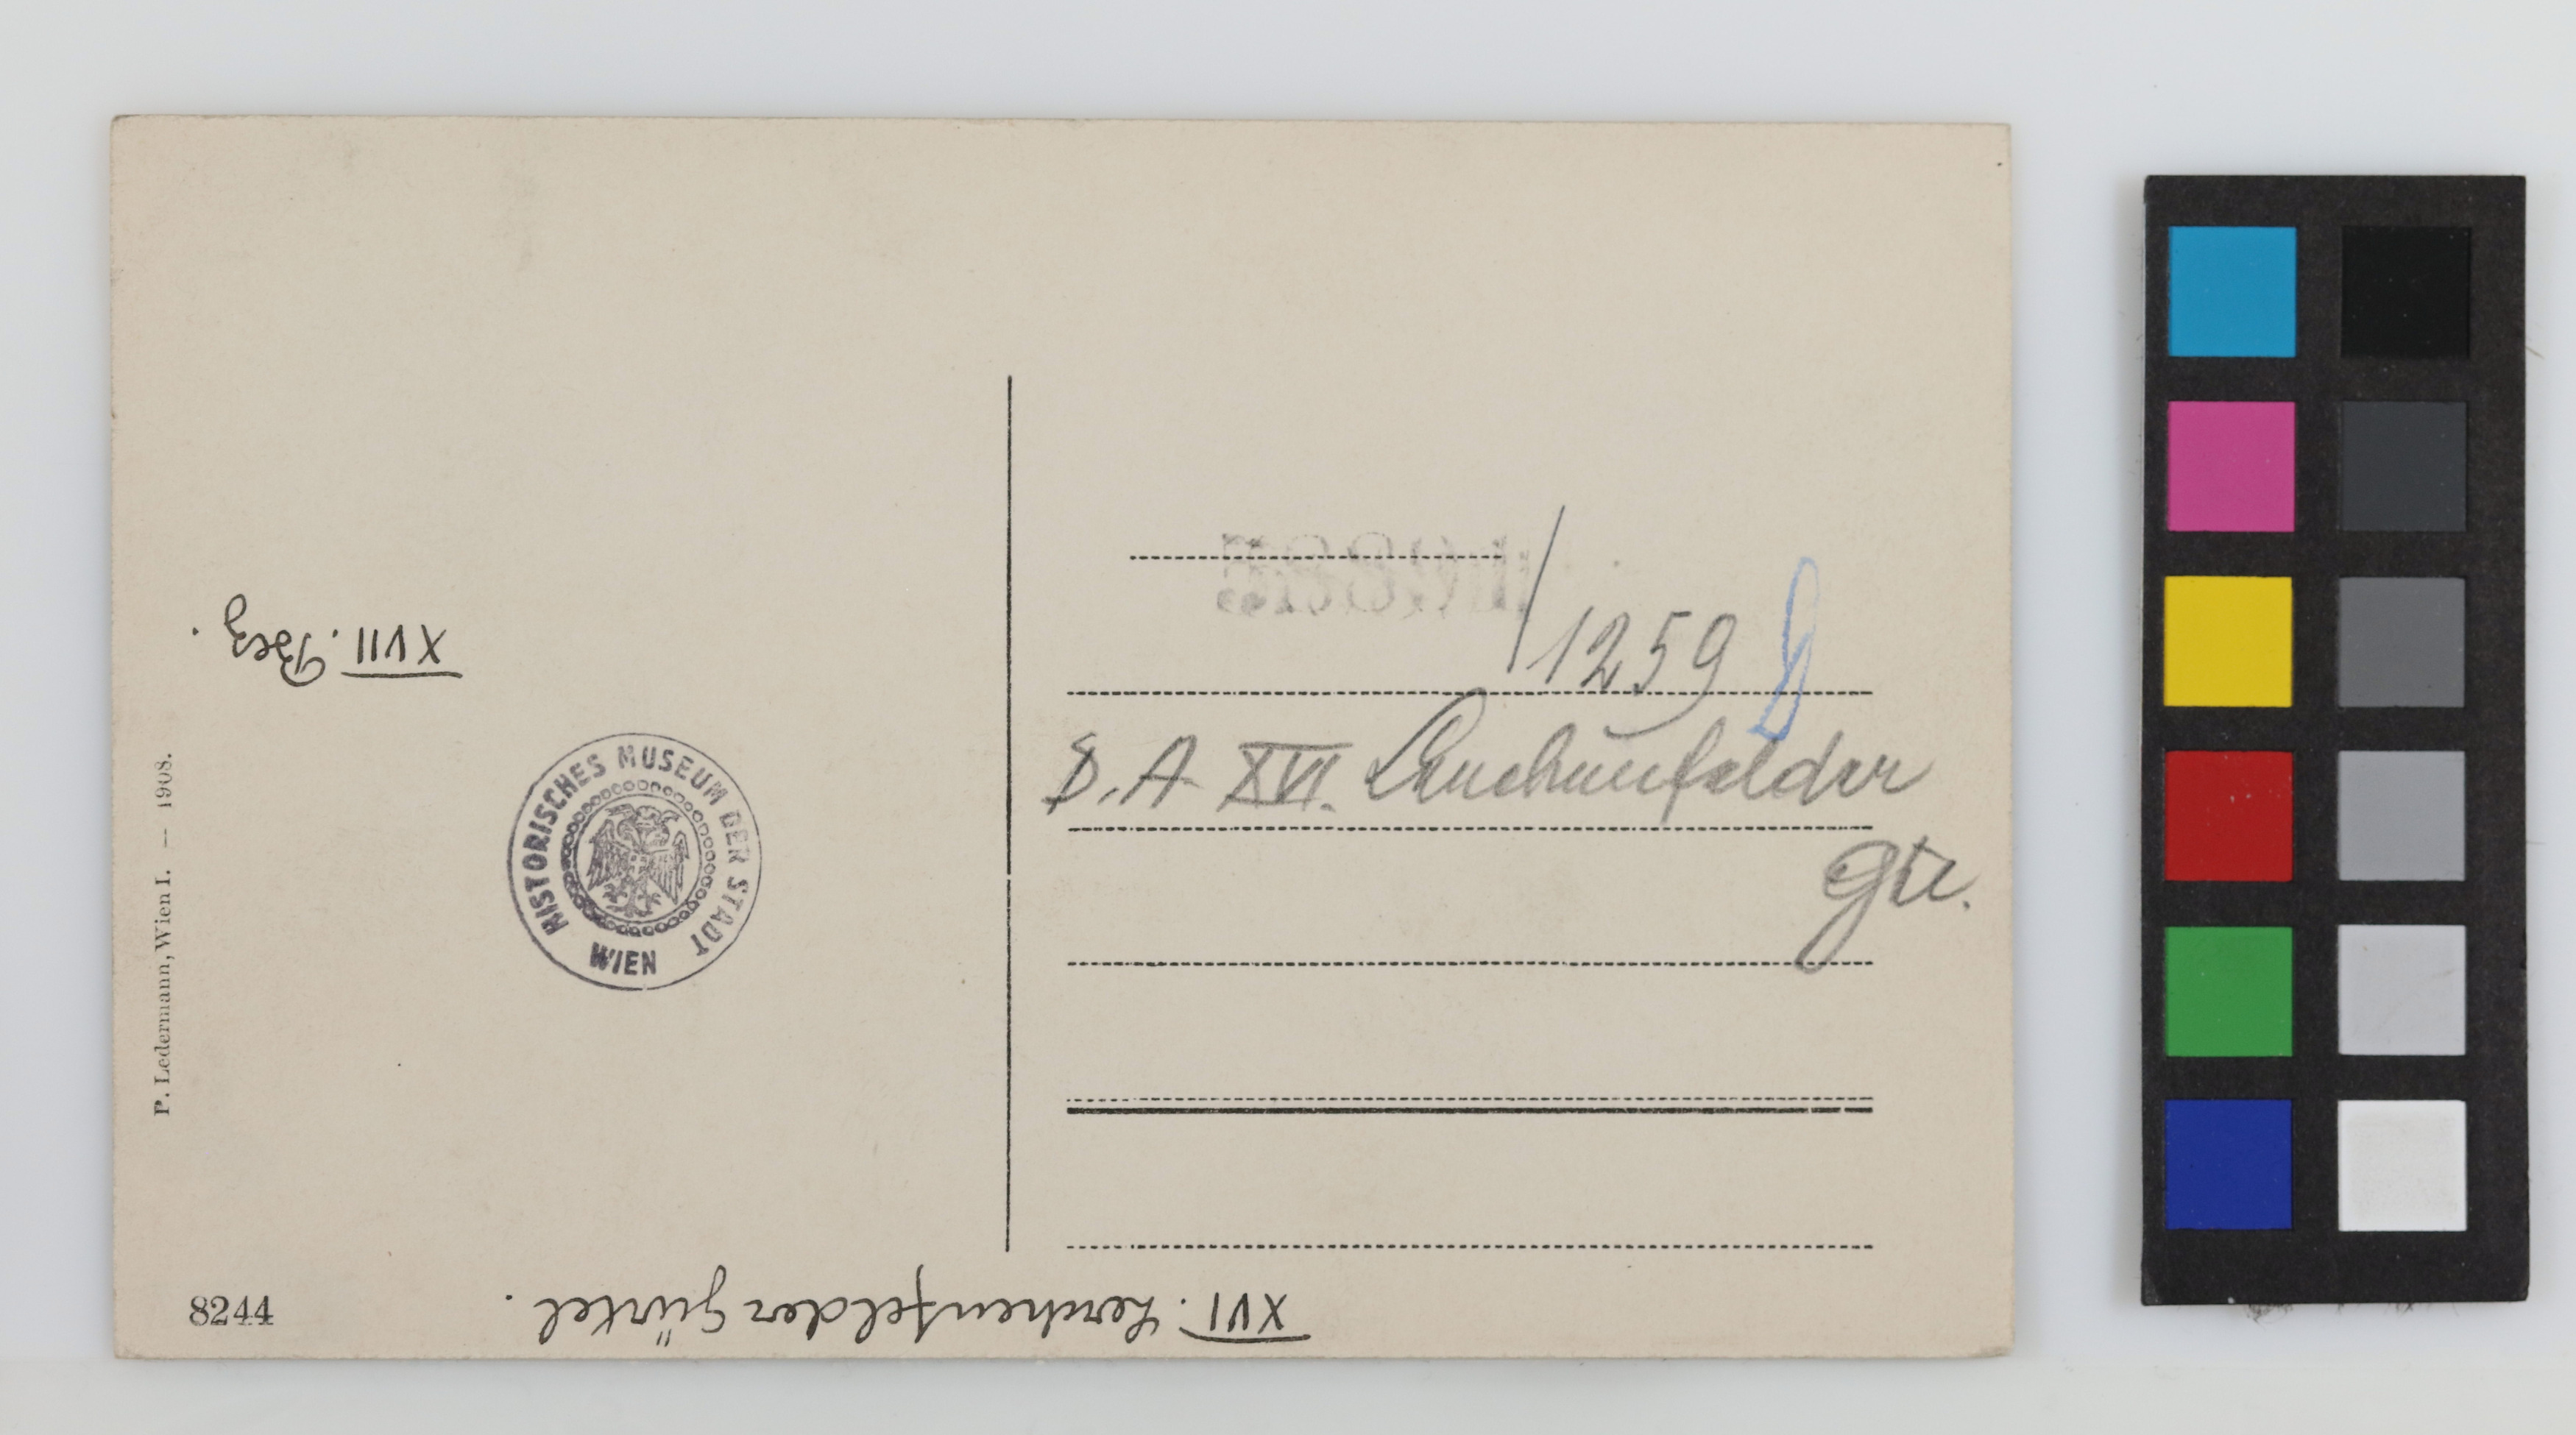 XVII. Bez.
P. Ledermann, Wien I. — 1908.
HISTORISCHES MUSEUM DER STADT
WIEN
8244
/1259
S.A. XVI. Lerchenfelder
Gtl.
XVI. Lerchenfelder Gürtel.